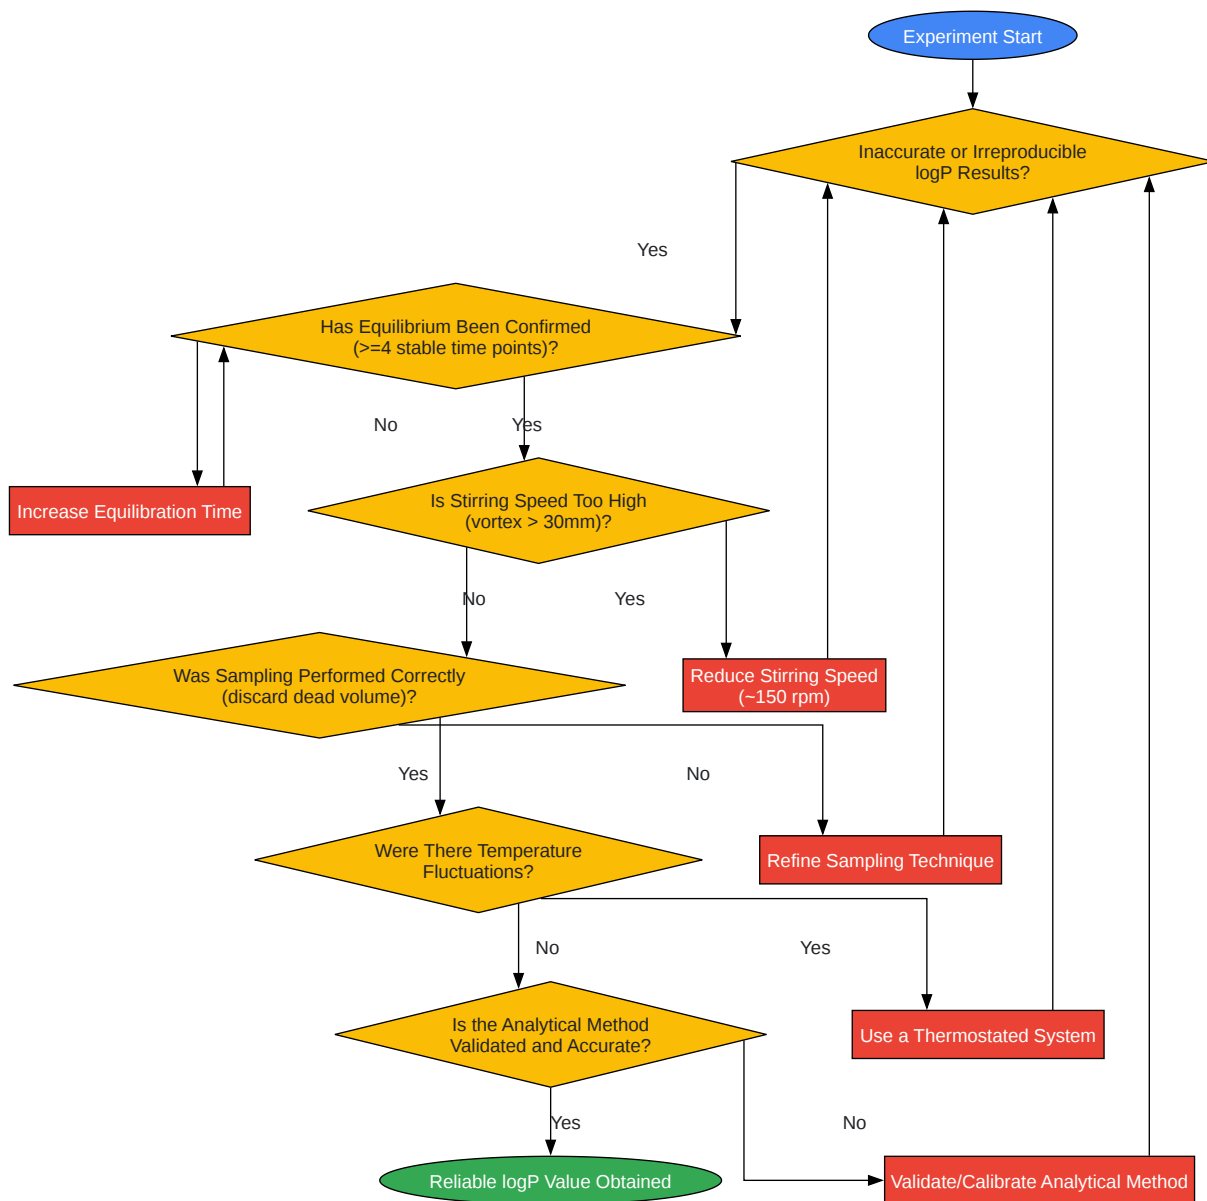 Experiment Start
Inaccurate or Irreproducible
logP Results?
Yes
Has Equilibrium Been Confirmed
(>=4 stable time points)?
No
Yes
Increase Equilibration Time
Is Stirring Speed Too High
(vortex > 30mm)?
No
Yes
Was Sampling Performed Correctly
(discard dead volume)?
Reduce Stirring Speed
(~150 rpm)
Yes
No
Were There Temperature
Fluctuations?
Refine Sampling Technique
No
Yes
Is the Analytical Method
Validated and Accurate?
Use a Thermostated System
Yes
No
Reliable logP Value Obtained
Validate/Calibrate Analytical Method